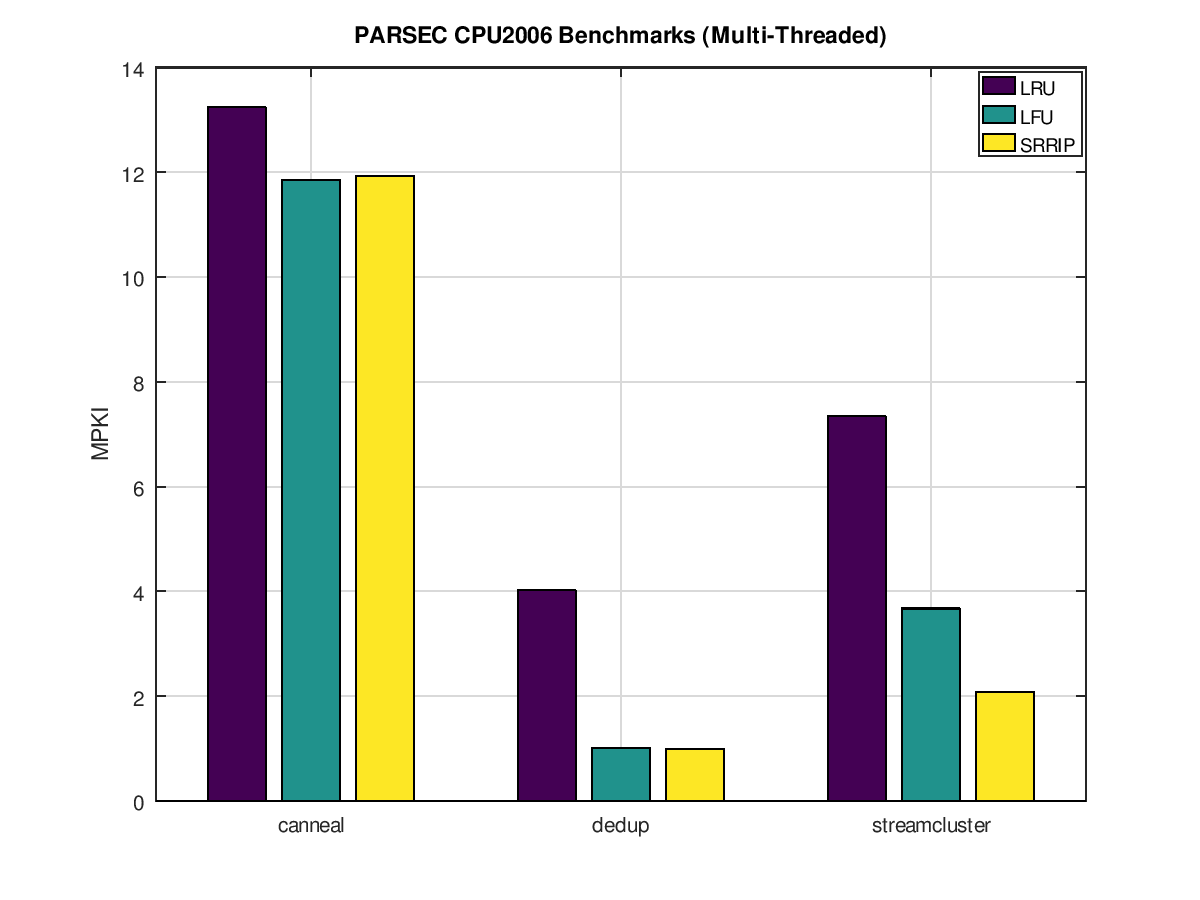 PARSEC CPU2006 Benchmarks (Multi-Threaded)
LRU
LFU
SRRIP
14
12
10
8
6
4
2
0
MPKI
canneal dedup streamcluster